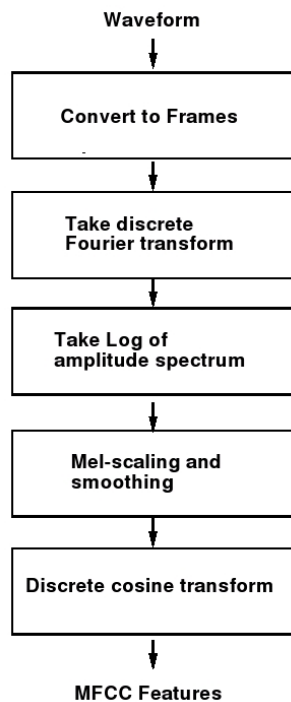 Waveform
Convert to Frames
Take discrete
Fourier transform
Take Log of
amplitude spectrum
Mel-scaling and
smoothing
Discrete cosine transform
MFCC Features